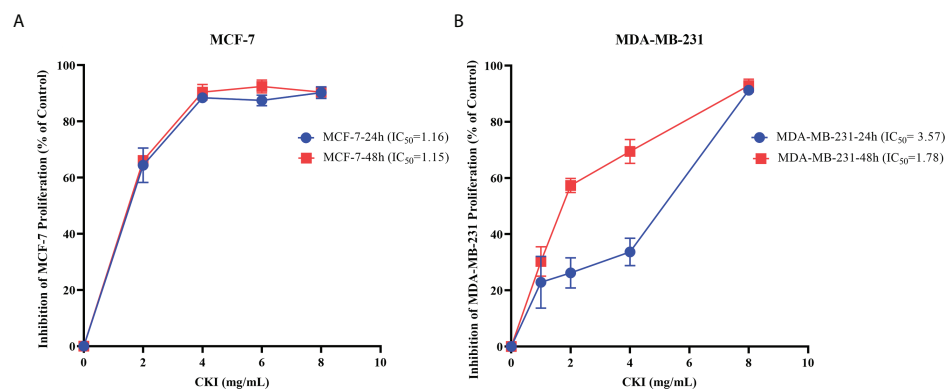 A
MCF-7
Inhibition of MCF-7 Proliferation (% of Control)
100
80
60
40
20
0
0 2 4 6 8 10
CKI (mg/mL)
MCF-7-24h (IC50=1.16)
MCF-7-48h (IC50=1.15)
B
MDA-MB-231
Inhibition of MDA-MB-231 Proliferation (% of Control)
100
80
60
40
20
0
0 2 4 6 8 10
CKI (mg/mL)
MDA-MB-231-24h (IC50= 3.57)
MDA-MB-231-48h (IC50=1.78)